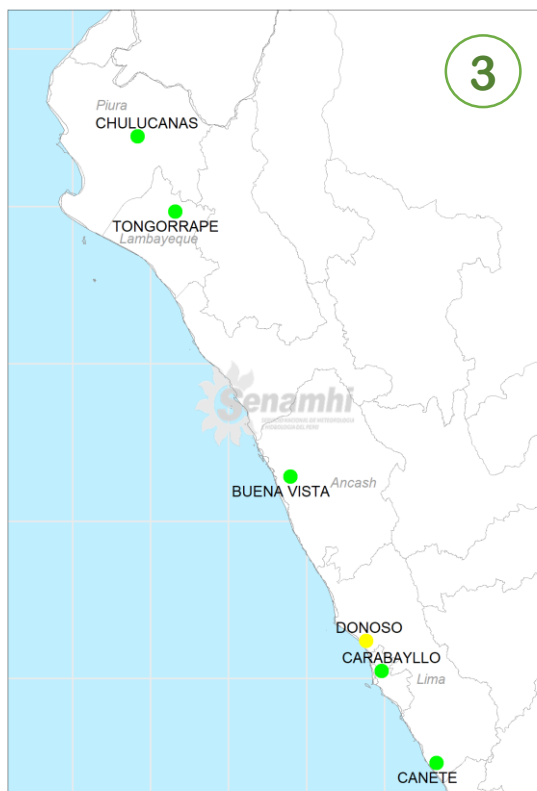 3
Piura
CHULUCANAS
TONGORRAPE
Lambayeque
Senamhi
BUENA VISTA
Ancash
DONOSO
CARABAYLLO
Lima
CANETE